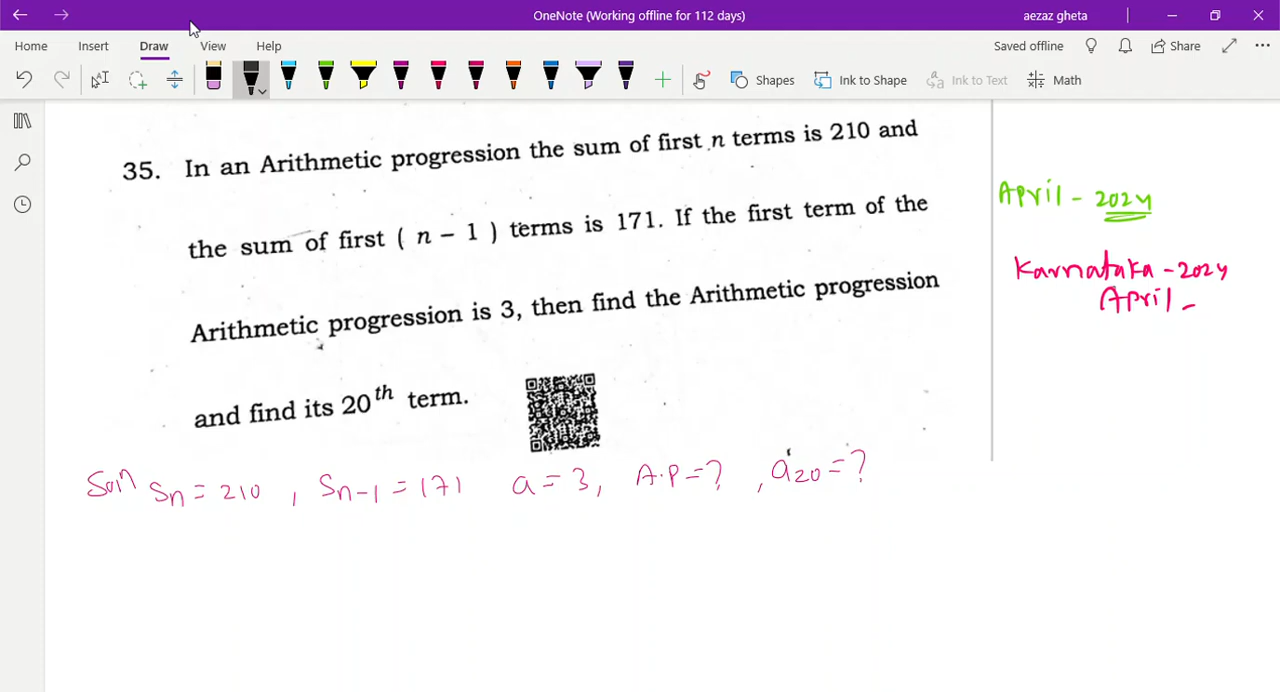 OneNote (Working offline for 112 days)
aezaz gheta
Home Insert Draw View Help
Saved offline Share
Shapes Ink to Shape Ink to Text Math
35. In an Arithmetic progression the sum of first n terms is 210 and
the sum of first ( n – 1 ) terms is 171. If the first term of the
Arithmetic progression is 3, then find the Arithmetic progression
and find its 20th term.
April - 2024
Karnataka - 2024
April -
Soln Sn = 210 , Sn-1 = 171 a = 3, A.P = ? , a20 = ?